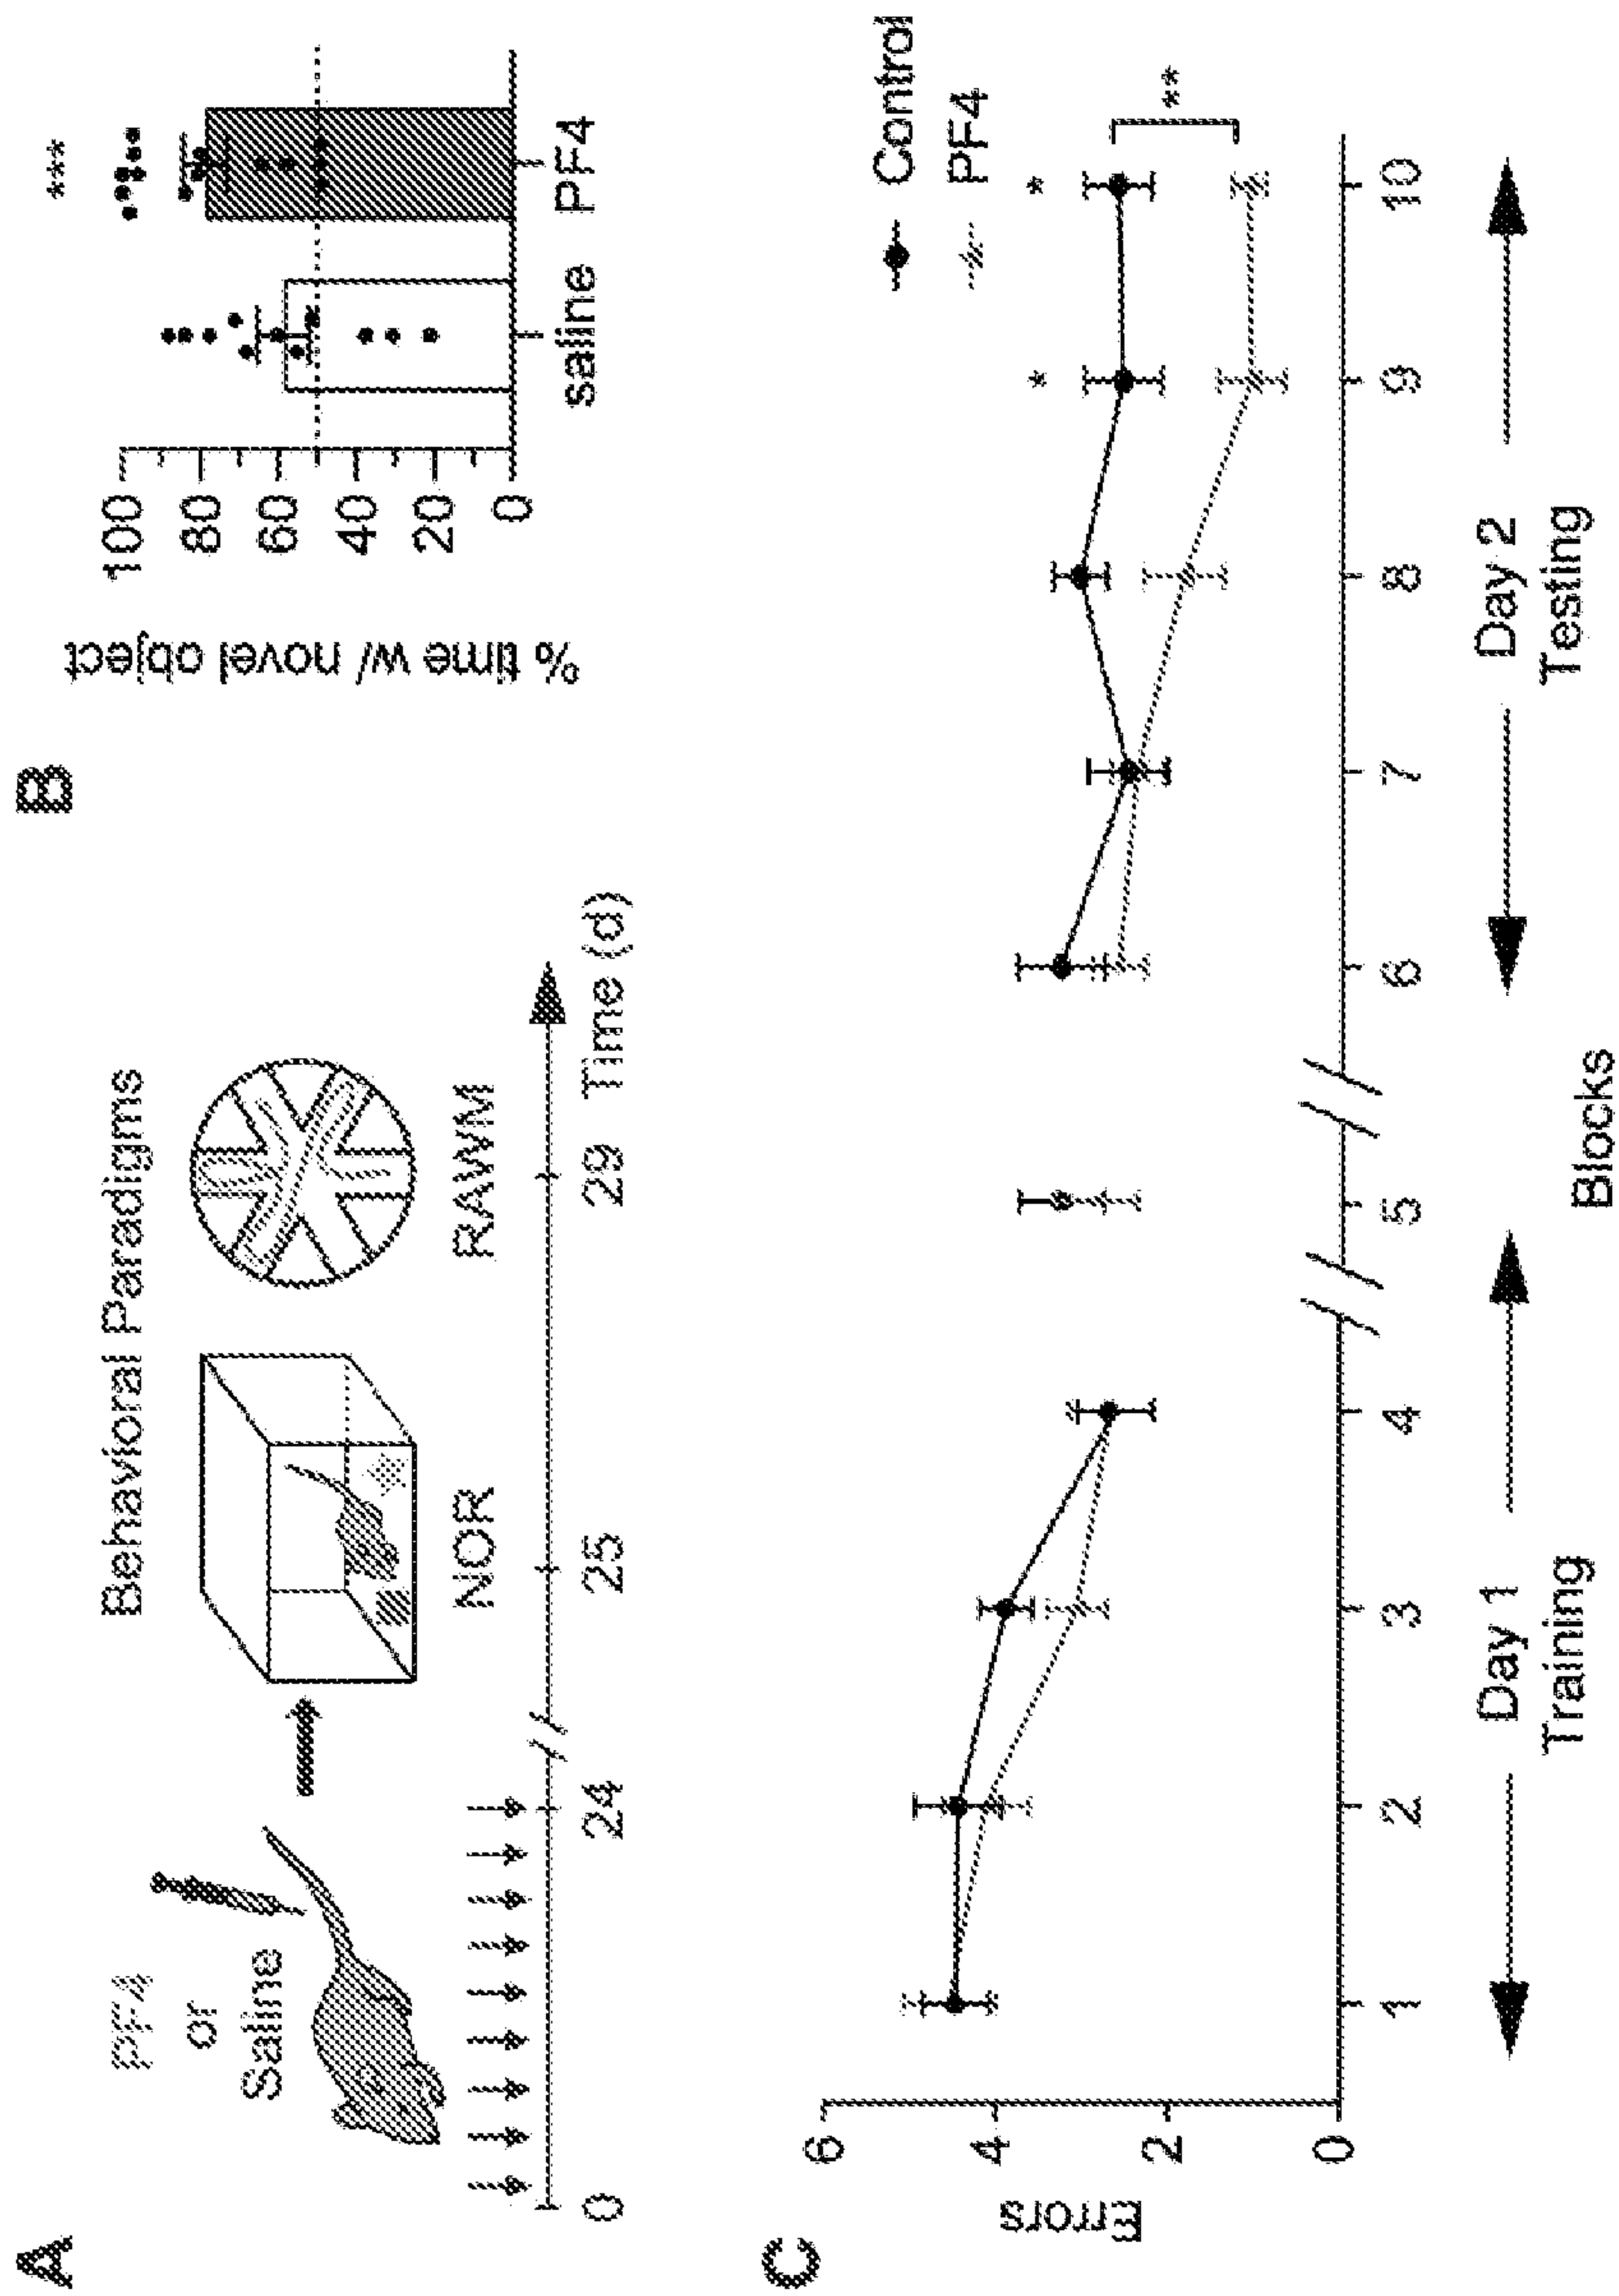 A
PF4
or
Saline
Behavioral Paradigms
NOR
RAWM
0
24
25
29
Time (d)
B
% time w/ novel object
100
80
60
40
20
0
***
saline
PF4
C
Errors
6
4
2
0
Control
PF4
*
*
**
1
2
3
4
5
6
7
8
9
10
Day 1
Training
Blocks
Day 2
Testing